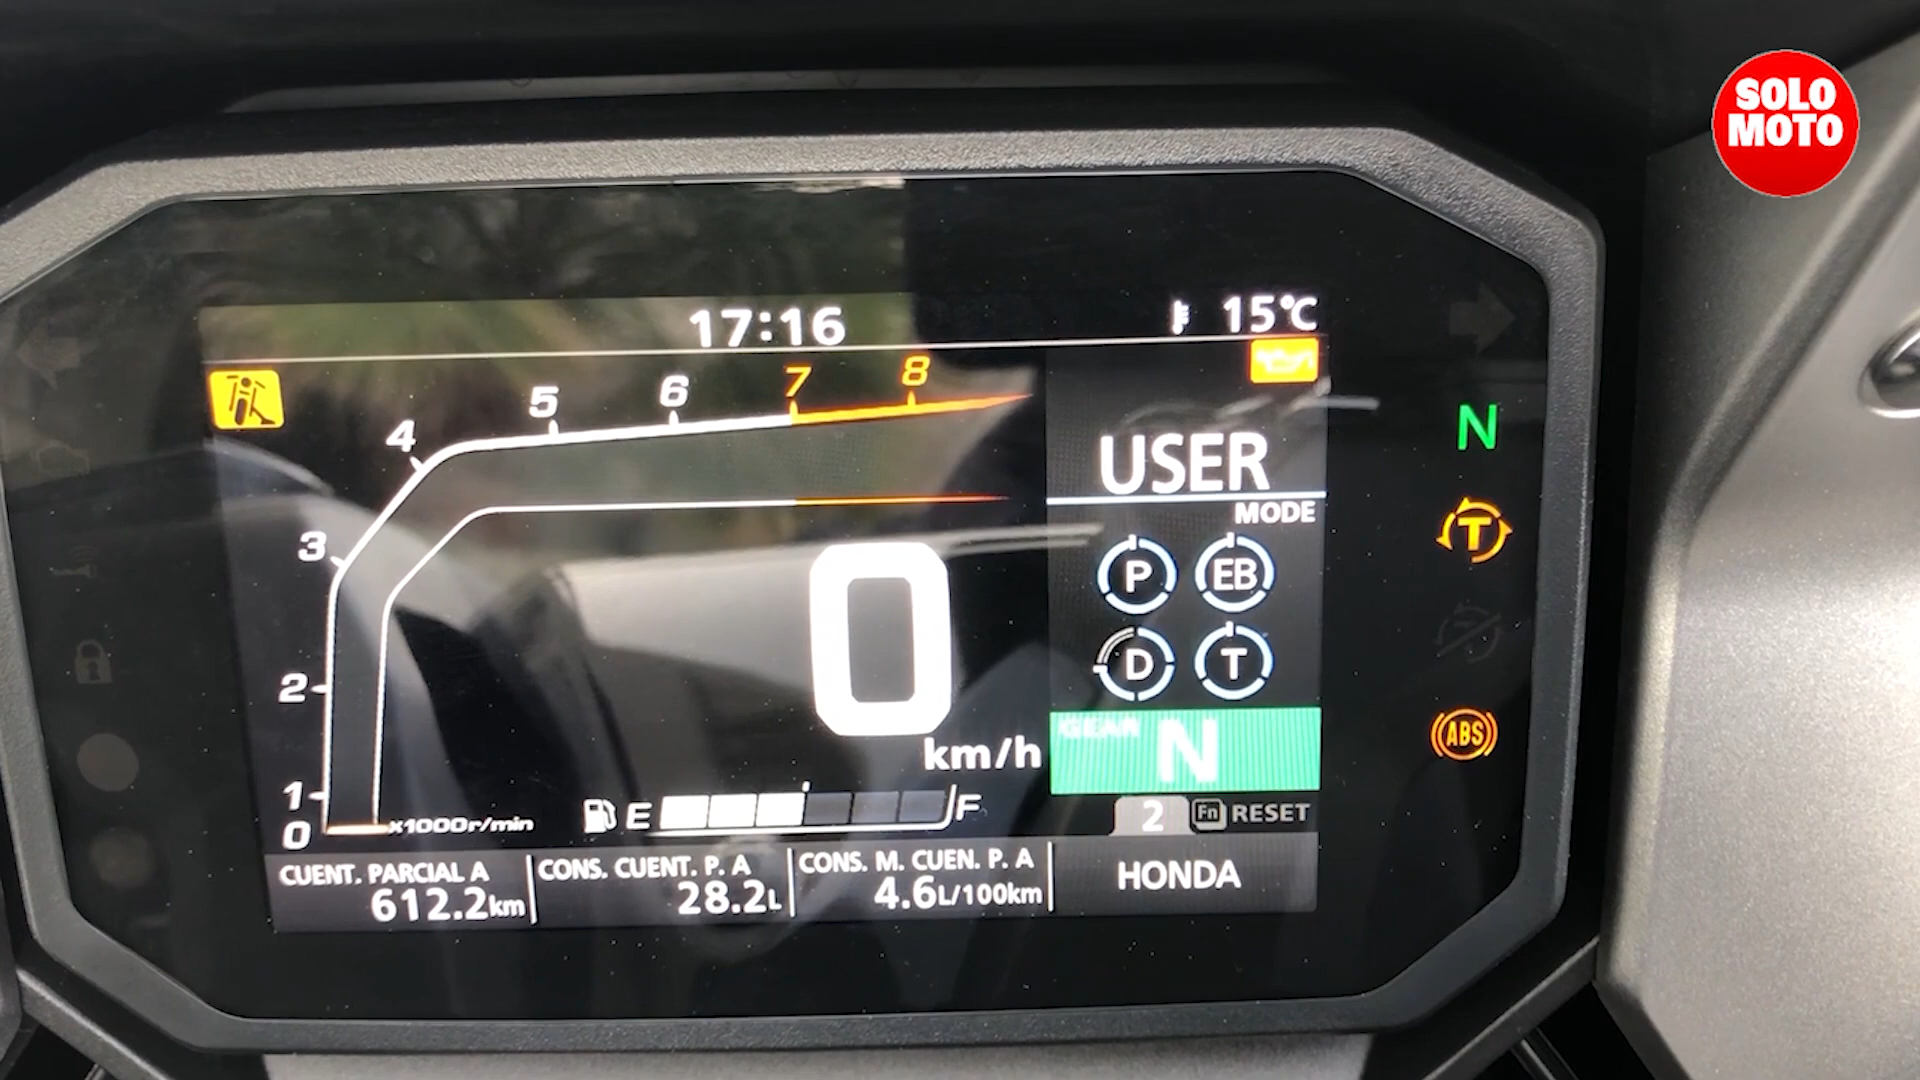 SOLO
MOTO
17:16
15°C
4 5 6 7 8
3
2
1
0
x1000r/min
USER
MODE
P EB
D T
0
km/h
GEAR N
E F
2 Fn RESET
CUENT. PARCIAL A
612.2km
CONS. CUENT. P. A
28.2L
CONS. M. CUEN. P. A
4.6L/100km
HONDA
N
T
ABS